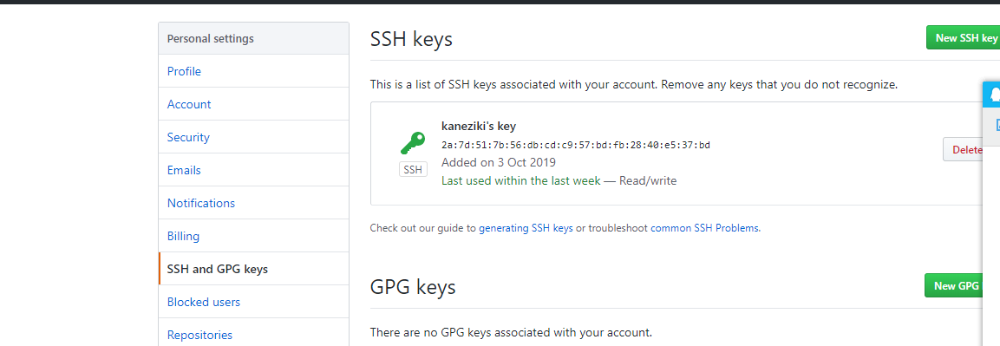 Personal settings
Profile
Account
Security
Emails
Notifications
Billing
SSH and GPG keys
Blocked users
Repositories
SSH keys
New SSH key
This is a list of SSH keys associated with your account. Remove any keys that you do not recognize.
SSH
kaneziki's key
2a:7d:51:7b:56:db:cd:c9:57:bd:fb:28:40:e5:37:bd
Added on 3 Oct 2019
Last used within the last week — Read/write
Delete
Check out our guide to generating SSH keys or troubleshoot common SSH Problems.
GPG keys
New GPG
There are no GPG keys associated with your account.